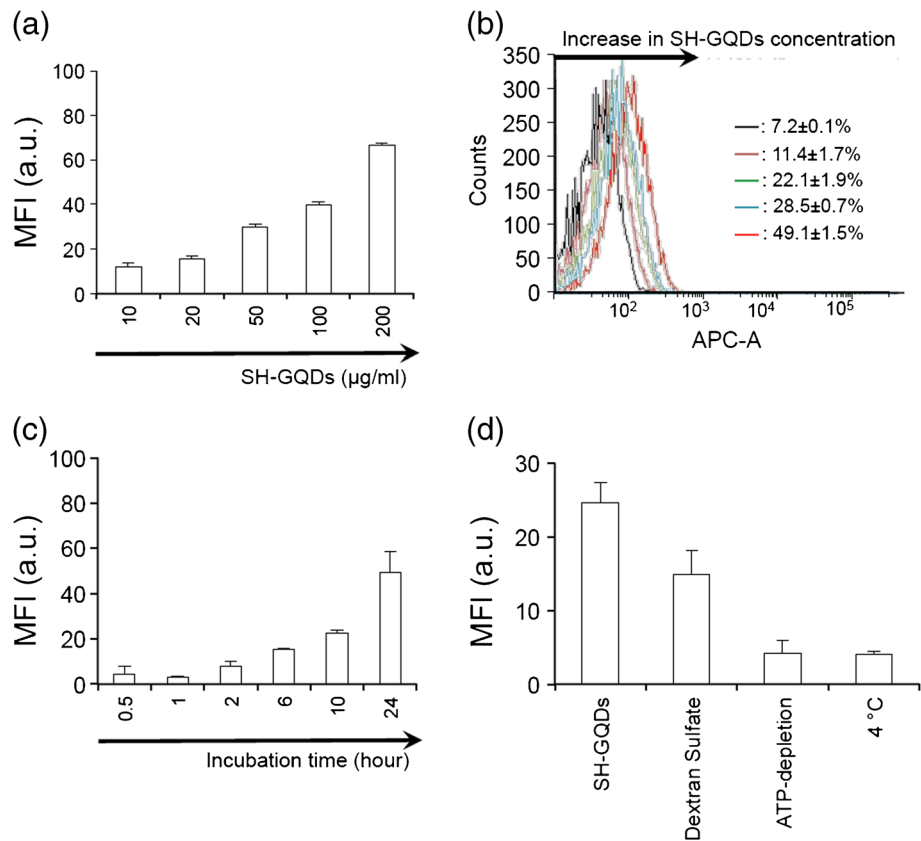 (a)
MFI (a.u.)
100
80
60
40
20
0
10
20
50
100
200
SH-GQDs (µg/ml)
(b)
Increase in SH-GQDs concentration
Counts
350
300
250
200
150
100
50
0
: 7.2±0.1%
: 11.4±1.7%
: 22.1±1.9%
: 28.5±0.7%
: 49.1±1.5%
10²
10³
10⁴
10⁵
APC-A
(c)
MFI (a.u.)
100
80
60
40
20
0
0.5
1
2
6
10
24
Incubation time (hour)
(d)
MFI (a.u.)
30
20
10
0
SH-GQDs
Dextran Sulfate
ATP-depletion
4 °C